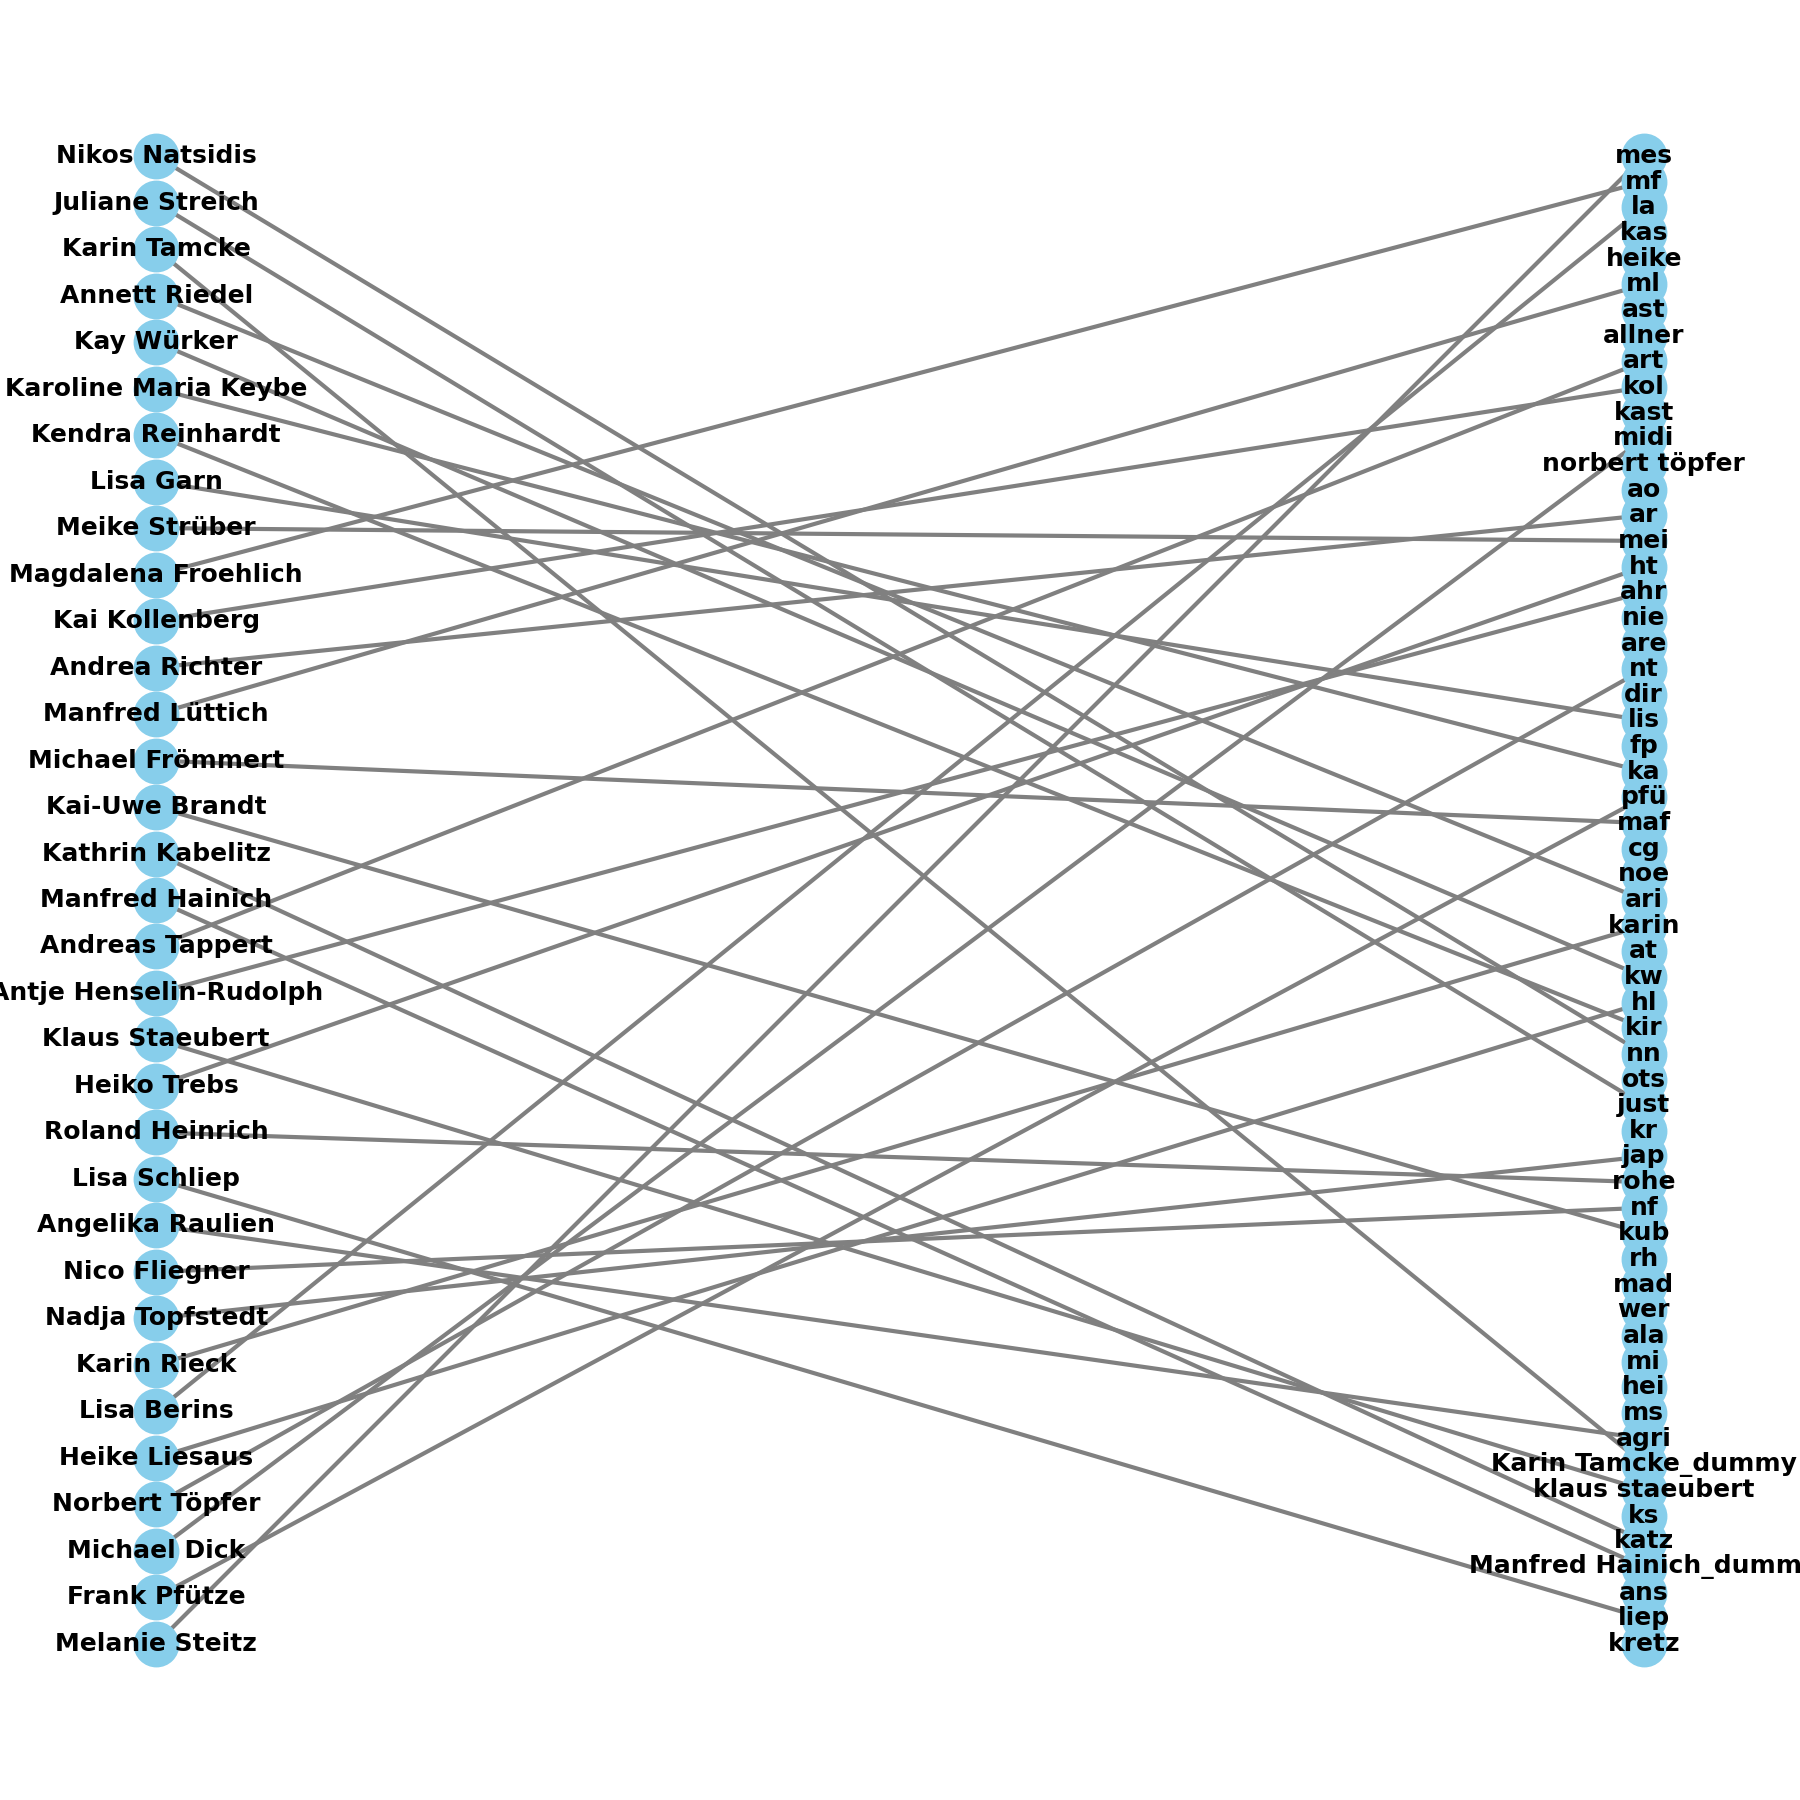 Nikos Natsidis
Juliane Streich
Karin Tamcke
Annett Riedel
Kay Würker
Karoline Maria Keybe
Kendra Reinhardt
Lisa Garn
Meike Strüber
Magdalena Froehlich
Kai Kollenberg
Andrea Richter
Manfred Lüttich
Michael Frömmert
Kai-Uwe Brandt
Kathrin Kabelitz
Manfred Hainich
Andreas Tappert
Antje Henselin-Rudolph
Klaus Staeubert
Heiko Trebs
Roland Heinrich
Lisa Schliep
Angelika Raulien
Nico Fliegner
Nadja Topfstedt
Karin Rieck
Lisa Berins
Heike Liesaus
Norbert Töpfer
Michael Dick
Frank Pfütze
Melanie Steitz
mes
mf
la
kas
heike
ml
ast
allner
art
kol
kast
midi
norbert töpfer
ao
ar
mei
ht
ahr
nie
are
nt
dir
lis
fp
ka
pfü
maf
cg
noe
ari
karin
at
kw
hl
kir
nn
ots
just
kr
jap
rohe
nf
kub
rh
mad
wer
ala
mi
hei
ms
agri
Karin Tamcke_dummy
klaus staeubert
ks
katz
Manfred Hainich_dumm
ans
liep
kretz